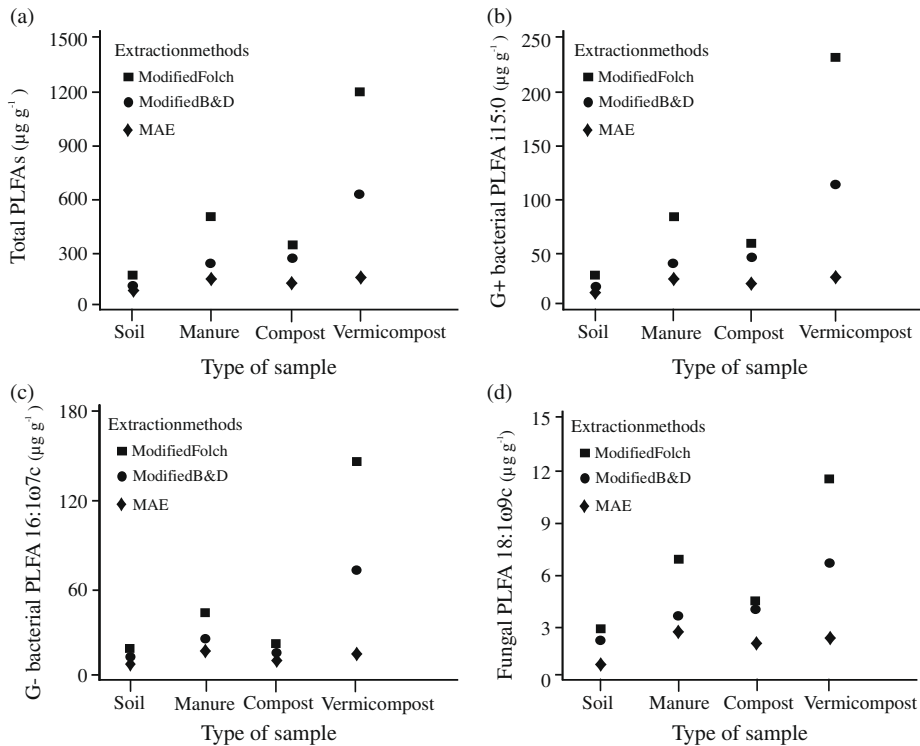 (a)
Total PLFAs (µg g⁻¹)
1500
1200
900
600
300
0
Extractionmethods
ModifiedFolch
ModifiedB&D
MAE
Soil Manure Compost Vermicompost
Type of sample
(b)
G+ bacterial PLFA i15:0 (µg g⁻¹)
250
200
150
100
50
0
Extractionmethods
ModifiedFolch
ModifiedB&D
MAE
Soil Manure Compost Vermicompost
Type of sample
(c)
G- bacterial PLFA 16:1ω7c (µg g⁻¹)
180
120
60
0
Extractionmethods
ModifiedFolch
ModifiedB&D
MAE
Soil Manure Compost Vermicompost
Type of sample
(d)
Fungal PLFA 18:1ω9c (µg g⁻¹)
15
12
9
6
3
0
Extractionmethods
ModifiedFolch
ModifiedB&D
MAE
Soil Manure Compost Vermicompost
Type of sample